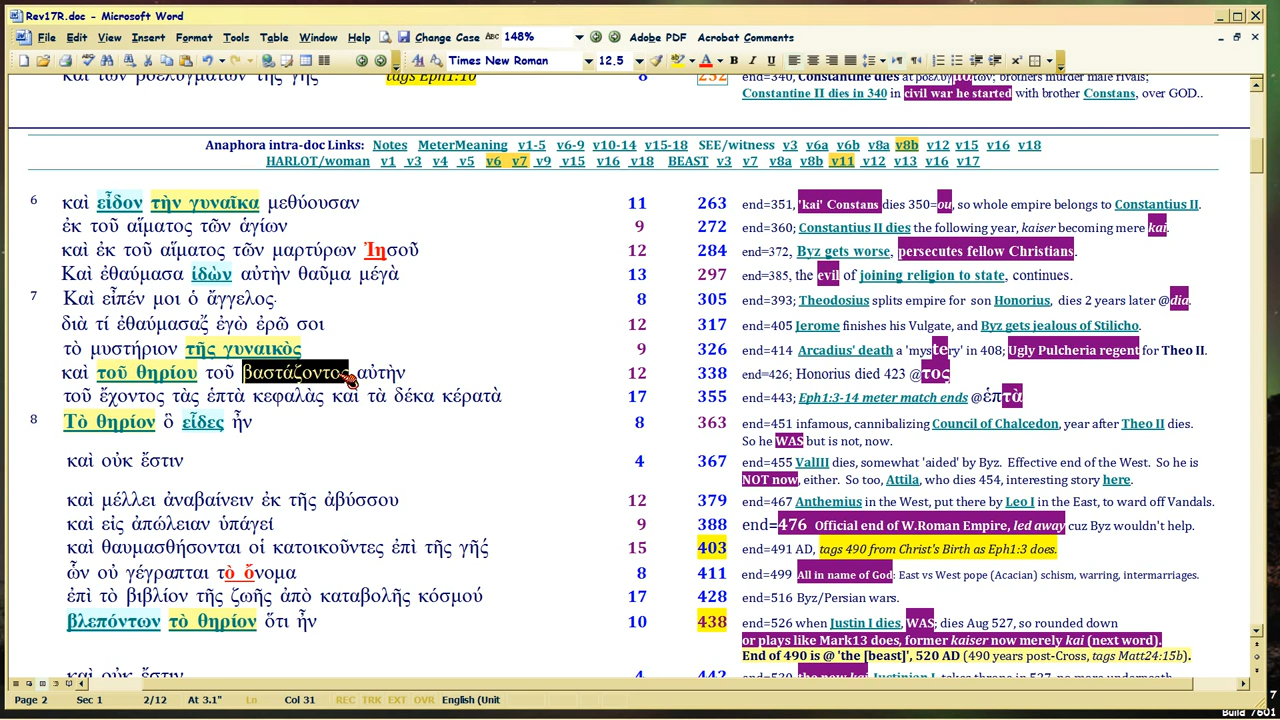 Rev17R.doc - Microsoft Word
File Edit View Insert Format Tools Table Window Help Change Case ABC 148% Adobe PDF Acrobat Comments
Times New Roman 12.5 A B I U
καὶ τῶν βδελυγμάτων τῆς γῆς tags Eph1:10 8 252 end=340, Constantine dies at βδελυγμάτων; brothers murder male rivals;
Constantine II dies in 340 in civil war he started with brother Constans, over GOD..
Anaphora intra-doc Links: Notes MeterMeaning v1-5 v6-9 v10-14 v15-18 SEE/witness v3 v6a v6b v8a v8b v12 v15 v16 v18
HARLOT/woman v1 v3 v4 v5 v6 v7 v9 v15 v16 v18 BEAST v3 v7 v8a v8b v11 v12 v13 v16 v17
6 καὶ εἶδον τὴν γυναῖκα μεθύουσαν 11 263 end=351, 'kai' Constans dies 350=ou, so whole empire belongs to Constantius II.
ἐκ τοῦ αἵματος τῶν ἁγίων 9 272 end=360; Constantius II dies the following year, kaiser becoming mere kai.
καὶ ἐκ τοῦ αἵματος τῶν μαρτύρων Ἰησοῦ 12 284 end=372, Byz gets worse, persecutes fellow Christians.
Καὶ ἐθαύμασα ἰδὼν αὐτὴν θαῦμα μέγὰ 13 297 end=385, the evil of joining religion to state, continues.
7 Καὶ εἶπέν μοι ὁ ἄγγελος· 8 305 end=393; Theodosius splits empire for son Honorius, dies 2 years later @dia.
διὰ τί ἐθαύμασαξ ἐγὼ ἐρῶ σοι 12 317 end=405 Jerome finishes his Vulgate, and Byz gets jealous of Stilicho.
τὸ μυστήριον τῆς γυναικὸς 9 326 end=414 Arcadius' death a 'mystery' in 408; Ugly Pulcheria regent for Theo II.
καὶ τοῦ θηρίου τοῦ βαστάζοντος αὐτήν 12 338 end=426; Honorius died 423 @τος
τοῦ ἔχοντος τὰς ἑπτὰ κεφαλὰς καὶ τὰ δέκα κέρατὰ 17 355 end=443; Eph1:3-14 meter match ends @ἑπτὰ
8 Τὸ θηρίον ὃ εἶδες ἦν 8 363 end=451 infamous, cannibalizing Council of Chalcedon, year after Theo II dies.
So he WAS but is not, now.
καὶ οὐκ ἔστιν 4 367 end=455 ValIII dies, somewhat 'aided' by Byz. Effective end of the West. So he is
NOT now, either. So too, Attila, who dies 454, interesting story here.
καὶ μέλλει ἀναβαίνειν ἐκ τῆς ἀβύσσου 12 379 end=467 Anthemius in the West, put there by Leo I in the East, to ward off Vandals.
καὶ εἰς ἀπώλειαν ὑπάγεί 9 388 end=476 Official end of W.Roman Empire, led away cuz Byz wouldn't help.
καὶ θαυμασθήσονται οἱ κατοικοῦντες ἐπὶ τῆς γῆς 15 403 end=491 AD, tags 490 from Christ's Birth as Eph1:3 does.
ὧν οὐ γέγραπται τὸ ὄνομα 8 411 end=499 All in name of God; East vs West pope (Acacian) schism, warring, intermarriages.
ἐπὶ τὸ βιβλίον τῆς ζωῆς ἀπὸ καταβολῆς κόσμού 17 428 end=516 Byz/Persian wars.
βλεπόντων τὸ θηρίον ὅτι ἦν 10 438 end=526 when Justin I dies, WAS; dies Aug 527, so rounded down
or plays like Mark13 does, former kaiser now merely kai (next word).
End of 490 is @ 'the [beast]', 520 AD (490 years post-Cross, tags Matt24:15b).
καὶ οὐκ ἔστιν 4 442
Page 2 Sec 1 2/12 At 3.1" Ln Col 31 REC TRK EXT OVR English (Unit
7
Build 7601